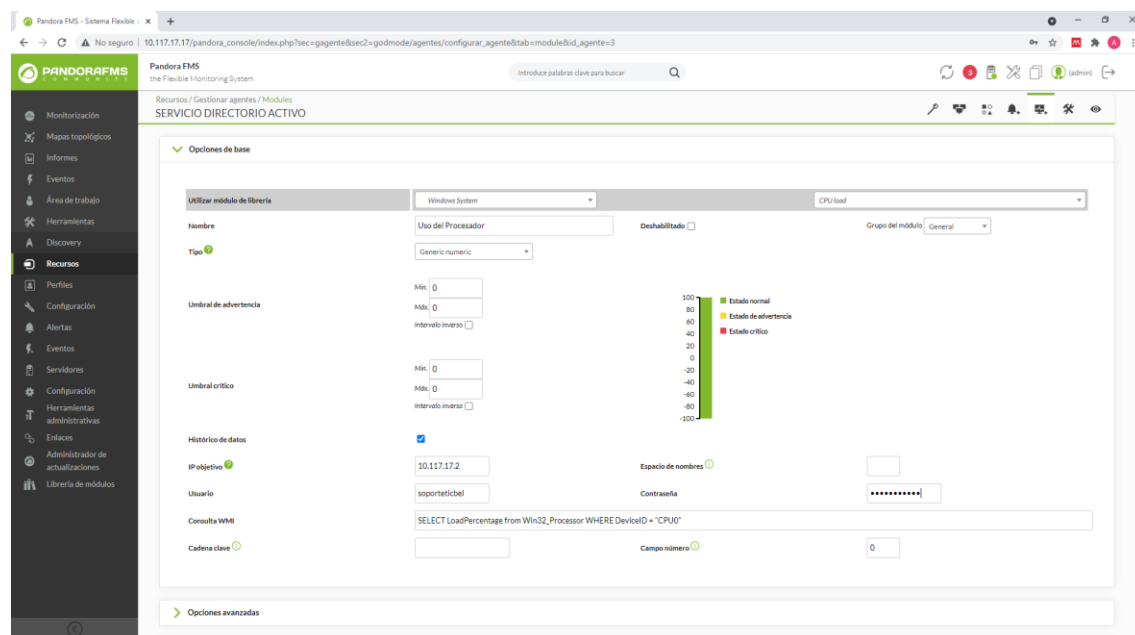 Pandora FMS - Sistema Flexible
No seguro 10.117.17.17/pandora_console/index.php?sec=gagente&sec2=godmode/agentes/configurar_agente&tab=module&id_agente=3
PANDORAFMS
COMMUNITY
Pandora FMS
the Flexible Monitoring System
Introduce palabras clave para buscar
3
(admin)
Recursos / Gestionar agentes / Modules
SERVICIO DIRECTORIO ACTIVO
Monitorización
Mapas topológicos
Informes
Eventos
Área de trabajo
Herramientas
Discovery
Recursos
Perfiles
Configuración
Alertas
Eventos
Servidores
Configuración
Herramientas
administrativas
Enlaces
Administrador de
actualizaciones
Librería de módulos
Opciones de base
Utilizar módulo de librería Windows System CPU load
Nombre Uso del Procesador Deshabilitado Grupo del módulo General
Tipo Generic numeric
Umbral de advertencia
Mín. 0
Máx. 0
Intervalo inverso
100
80
60
40
20
0
-20
-40
-60
-80
-100
Estado normal
Estado de advertencia
Estado crítico
Umbral crítico
Mín. 0
Máx. 0
Intervalo inverso
Histórico de datos
IP objetivo 10.117.17.2 Espacio de nombres
Usuario soporteticbel Contraseña •••••••••••
Consulta WMI SELECT LoadPercentage from Win32_Processor WHERE DeviceID = "CPU0"
Cadena clave Campo número 0
Opciones avanzadas